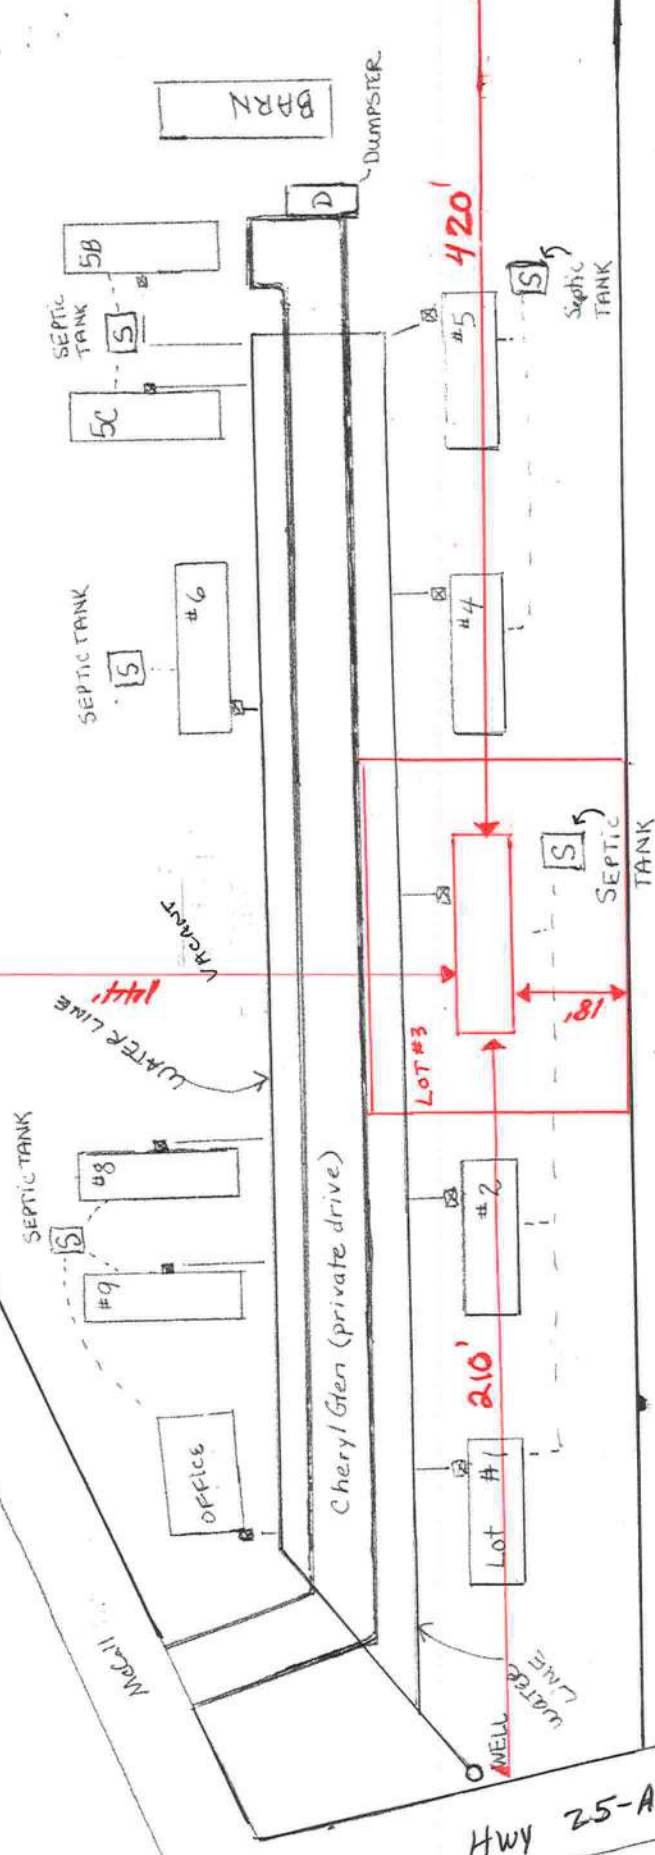 BARN
DUMPSTER
D
420'
5B
SEPTIC
TANK
S
5C
#5
S
Septic
TANK
#6
SEPTIC TANK
S
#4
VACANT
144'
WATER LINE
S
SEPTIC
TANK
18'
LOT #3
SEPTIC TANK
S
#8
#9
#2
Cheryl Glen (private drive)
210'
OFFICE
Lot #1
McCall
WATER
LINE
WELL
HWY 25-A